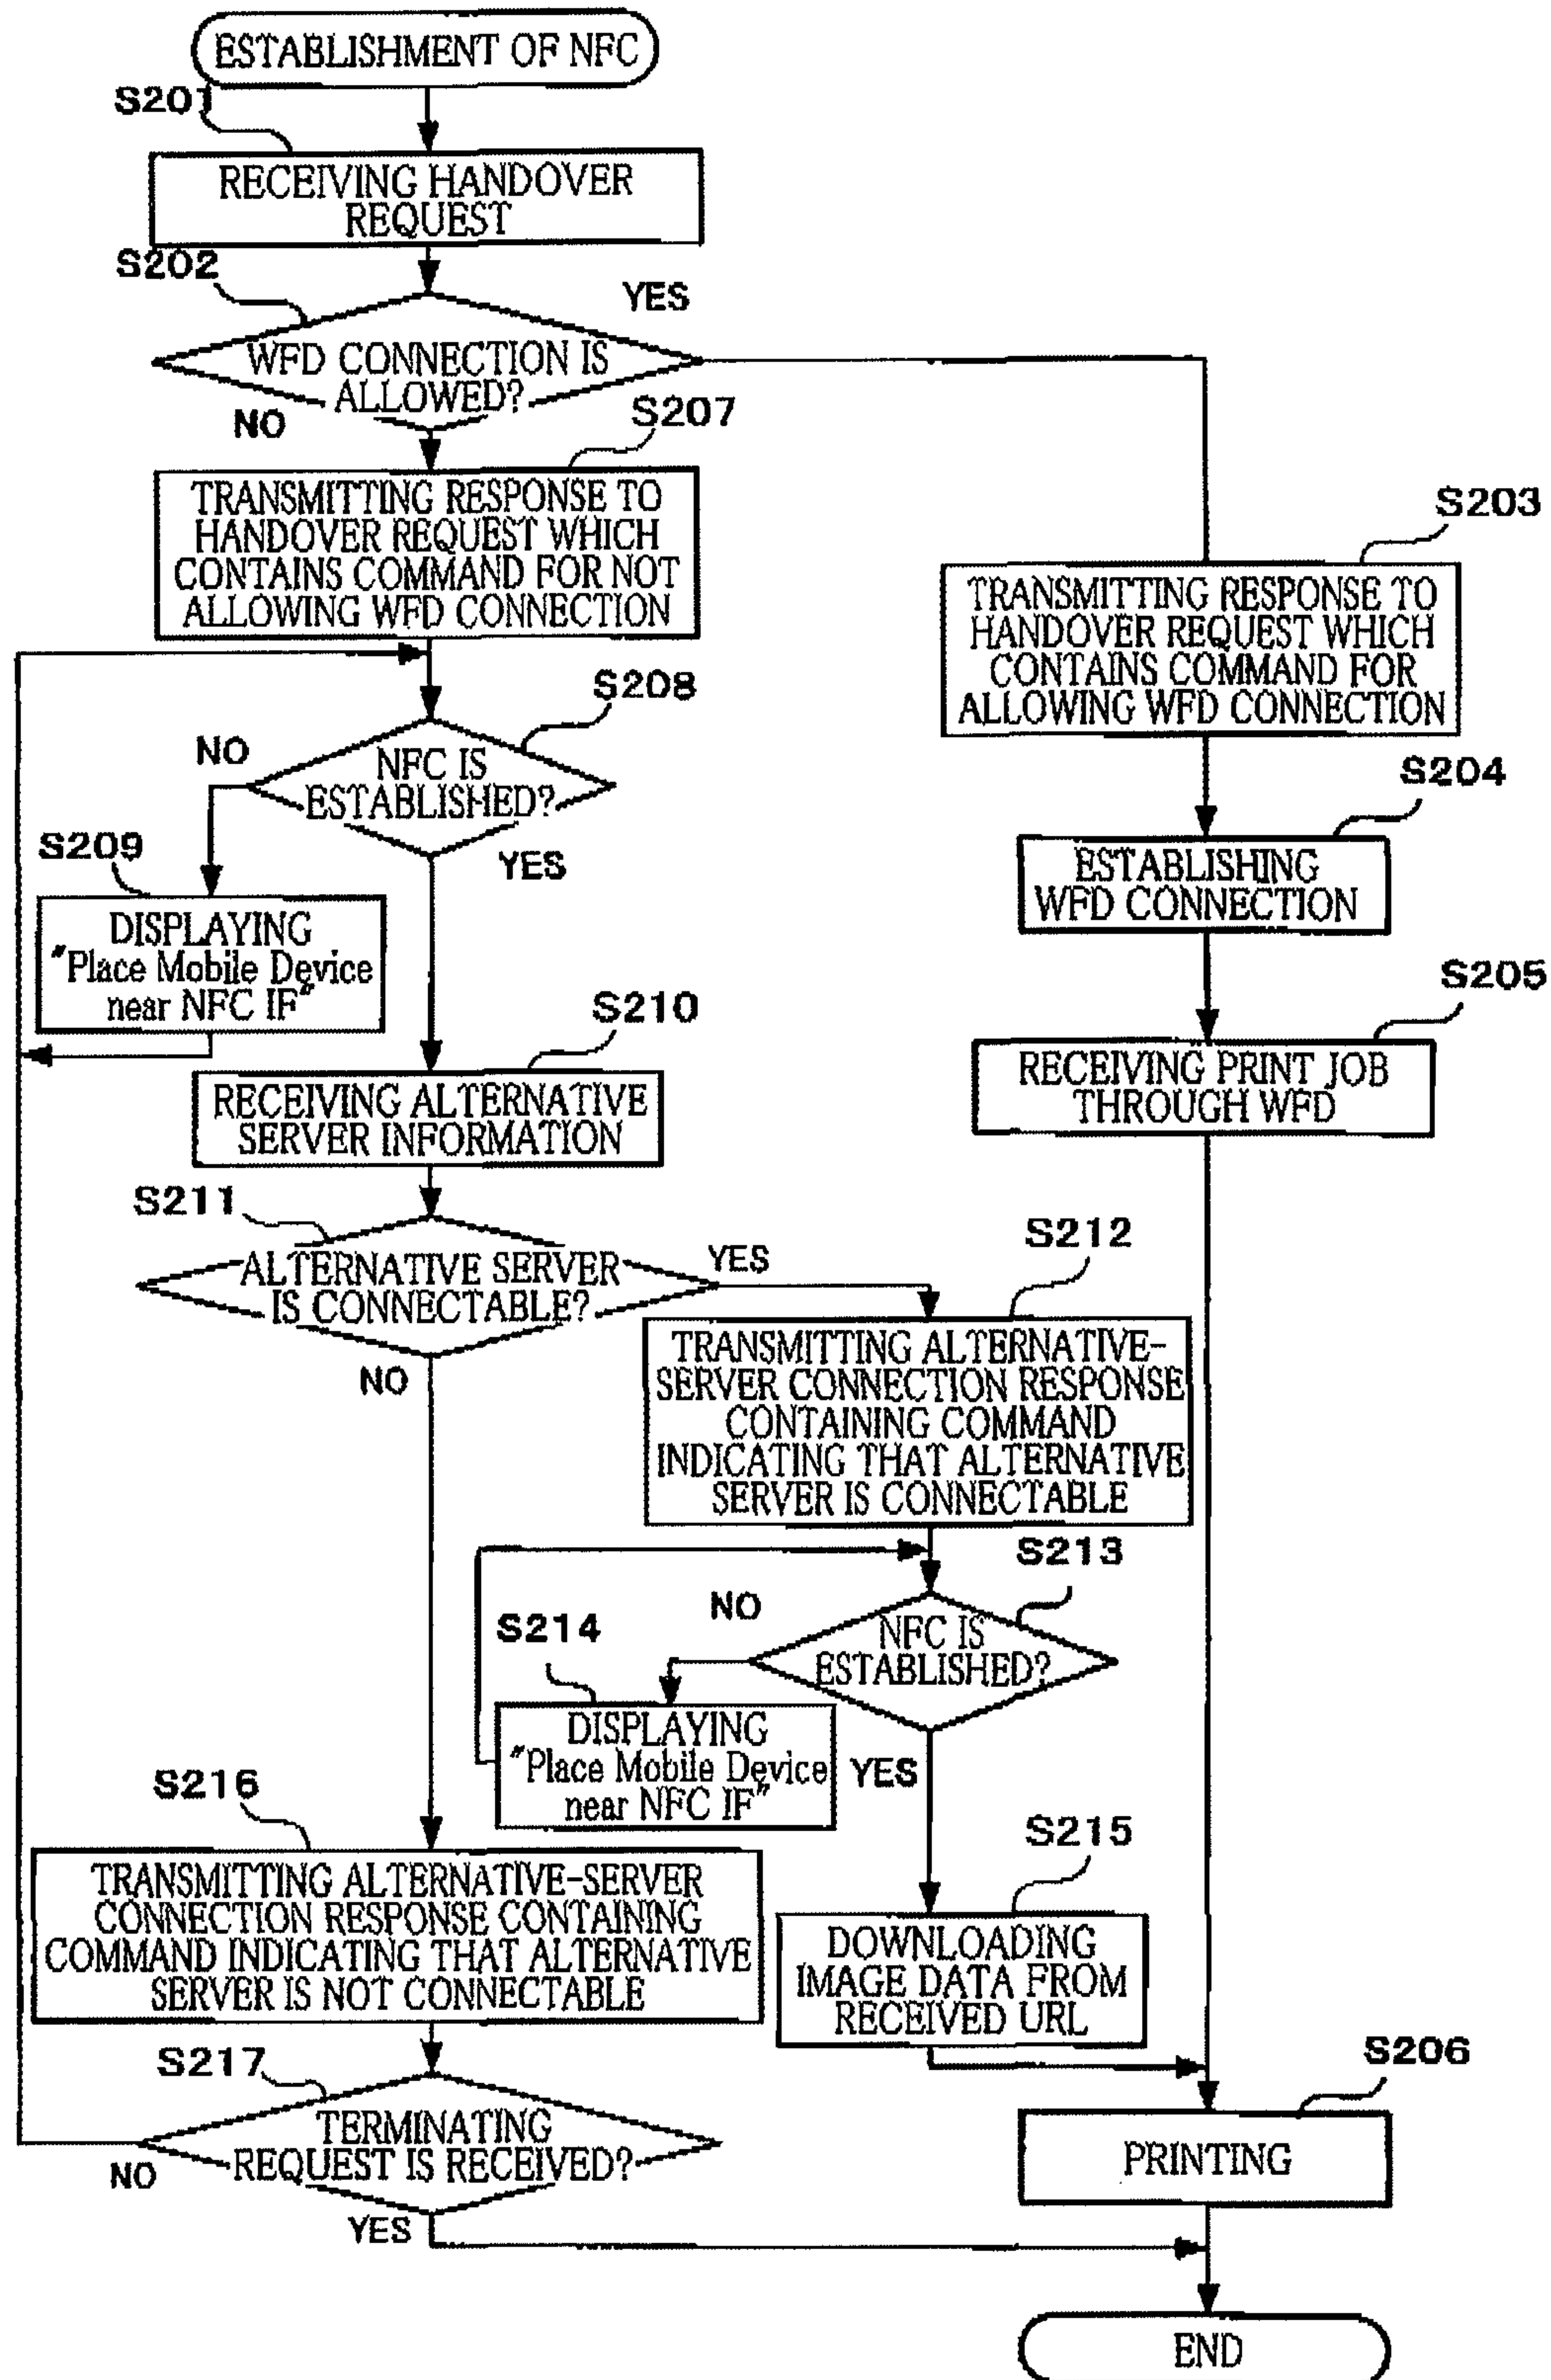 ESTABLISHMENT OF NFC
S201
RECEIVING HANDOVER
REQUEST
S202
YES
WFD CONNECTION IS
ALLOWED?
NO
S207
TRANSMITTING RESPONSE TO
HANDOVER REQUEST WHICH
CONTAINS COMMAND FOR NOT
ALLOWING WFD CONNECTION
S203
TRANSMITTING RESPONSE TO
HANDOVER REQUEST WHICH
CONTAINS COMMAND FOR
ALLOWING WFD CONNECTION
S208
NO
NFC IS
ESTABLISHED?
YES
S204
ESTABLISHING
WFD CONNECTION
S209
DISPLAYING
"Place Mobile Device
near NFC IF"
S205
RECEIVING PRINT JOB
THROUGH WFD
S210
RECEIVING ALTERNATIVE
SERVER INFORMATION
S211
ALTERNATIVE SERVER
IS CONNECTABLE?
YES
NO
S212
TRANSMITTING ALTERNATIVE-
SERVER CONNECTION RESPONSE
CONTAINING COMMAND
INDICATING THAT ALTERNATIVE
SERVER IS CONNECTABLE
S213
NO
NFC IS
ESTABLISHED?
S214
DISPLAYING
"Place Mobile Device
near NFC IF"
YES
S215
DOWNLOADING
IMAGE DATA FROM
RECEIVED URL
S216
TRANSMITTING ALTERNATIVE-SERVER
CONNECTION RESPONSE CONTAINING
COMMAND INDICATING THAT ALTERNATIVE
SERVER IS NOT CONNECTABLE
S217
TERMINATING
REQUEST IS RECEIVED?
NO
YES
S206
PRINTING
END